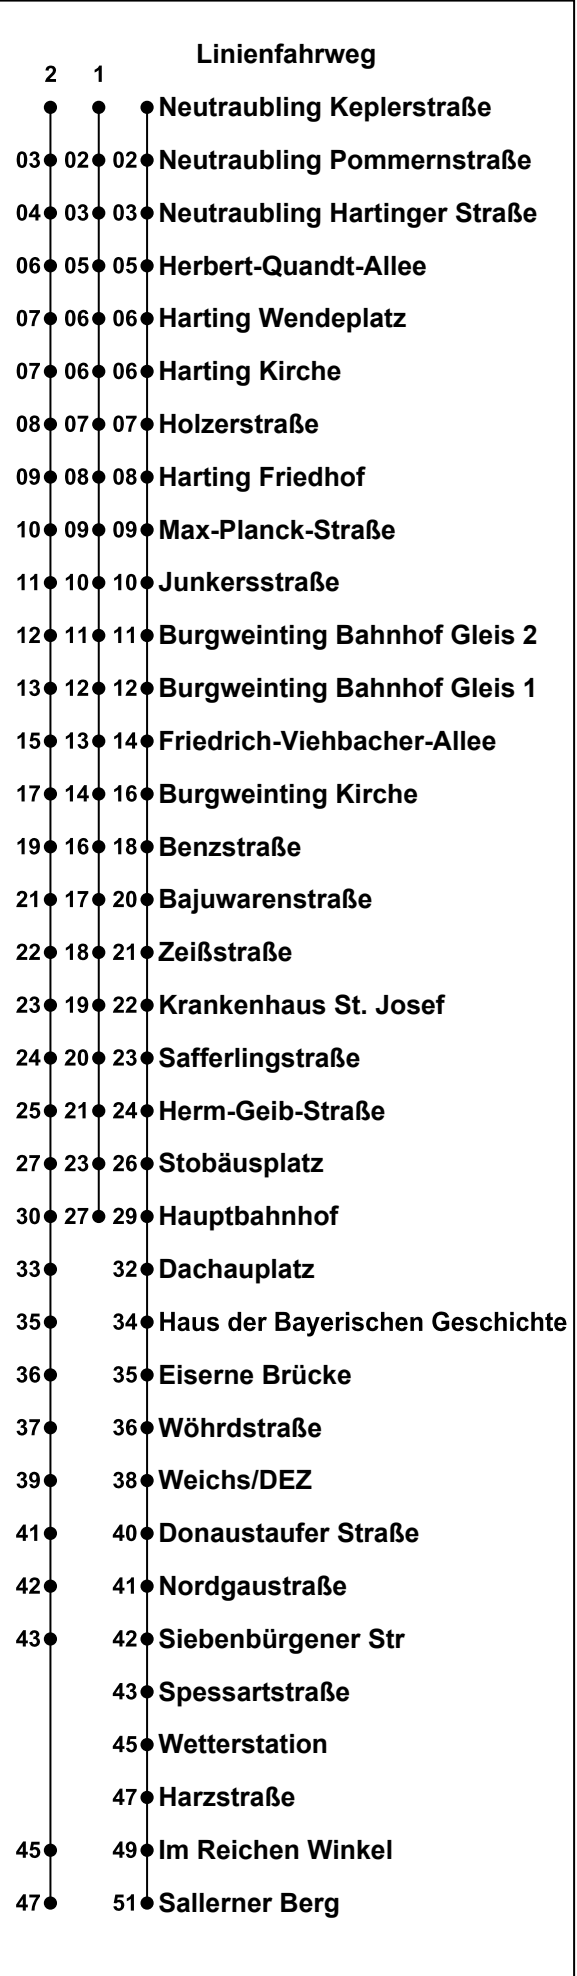 Linienfahrweg
2 1
Neutraubling Keplerstraße
03 02 02 Neutraubling Pommernstraße
04 03 03 Neutraubling Hartinger Straße
06 05 05 Herbert-Quandt-Allee
07 06 06 Harting Wendeplatz
07 06 06 Harting Kirche
08 07 07 Holzerstraße
09 08 08 Harting Friedhof
10 09 09 Max-Planck-Straße
11 10 10 Junkersstraße
12 11 11 Burgweinting Bahnhof Gleis 2
13 12 12 Burgweinting Bahnhof Gleis 1
15 13 14 Friedrich-Viehbacher-Allee
17 14 16 Burgweinting Kirche
19 16 18 Benzstraße
21 17 20 Bajuwarenstraße
22 18 21 Zeißstraße
23 19 22 Krankenhaus St. Josef
24 20 23 Safferlingstraße
25 21 24 Herm-Geib-Straße
27 23 26 Stobäusplatz
30 27 29 Hauptbahnhof
33 32 Dachauplatz
35 34 Haus der Bayerischen Geschichte
36 35 Eiserne Brücke
37 36 Wöhrdstraße
39 38 Weichs/DEZ
41 40 Donaustaufer Straße
42 41 Nordgaustraße
43 42 Siebenbürgener Str
43 Spessartstraße
45 Wetterstation
47 Harzstraße
45 49 Im Reichen Winkel
47 51 Sallerner Berg